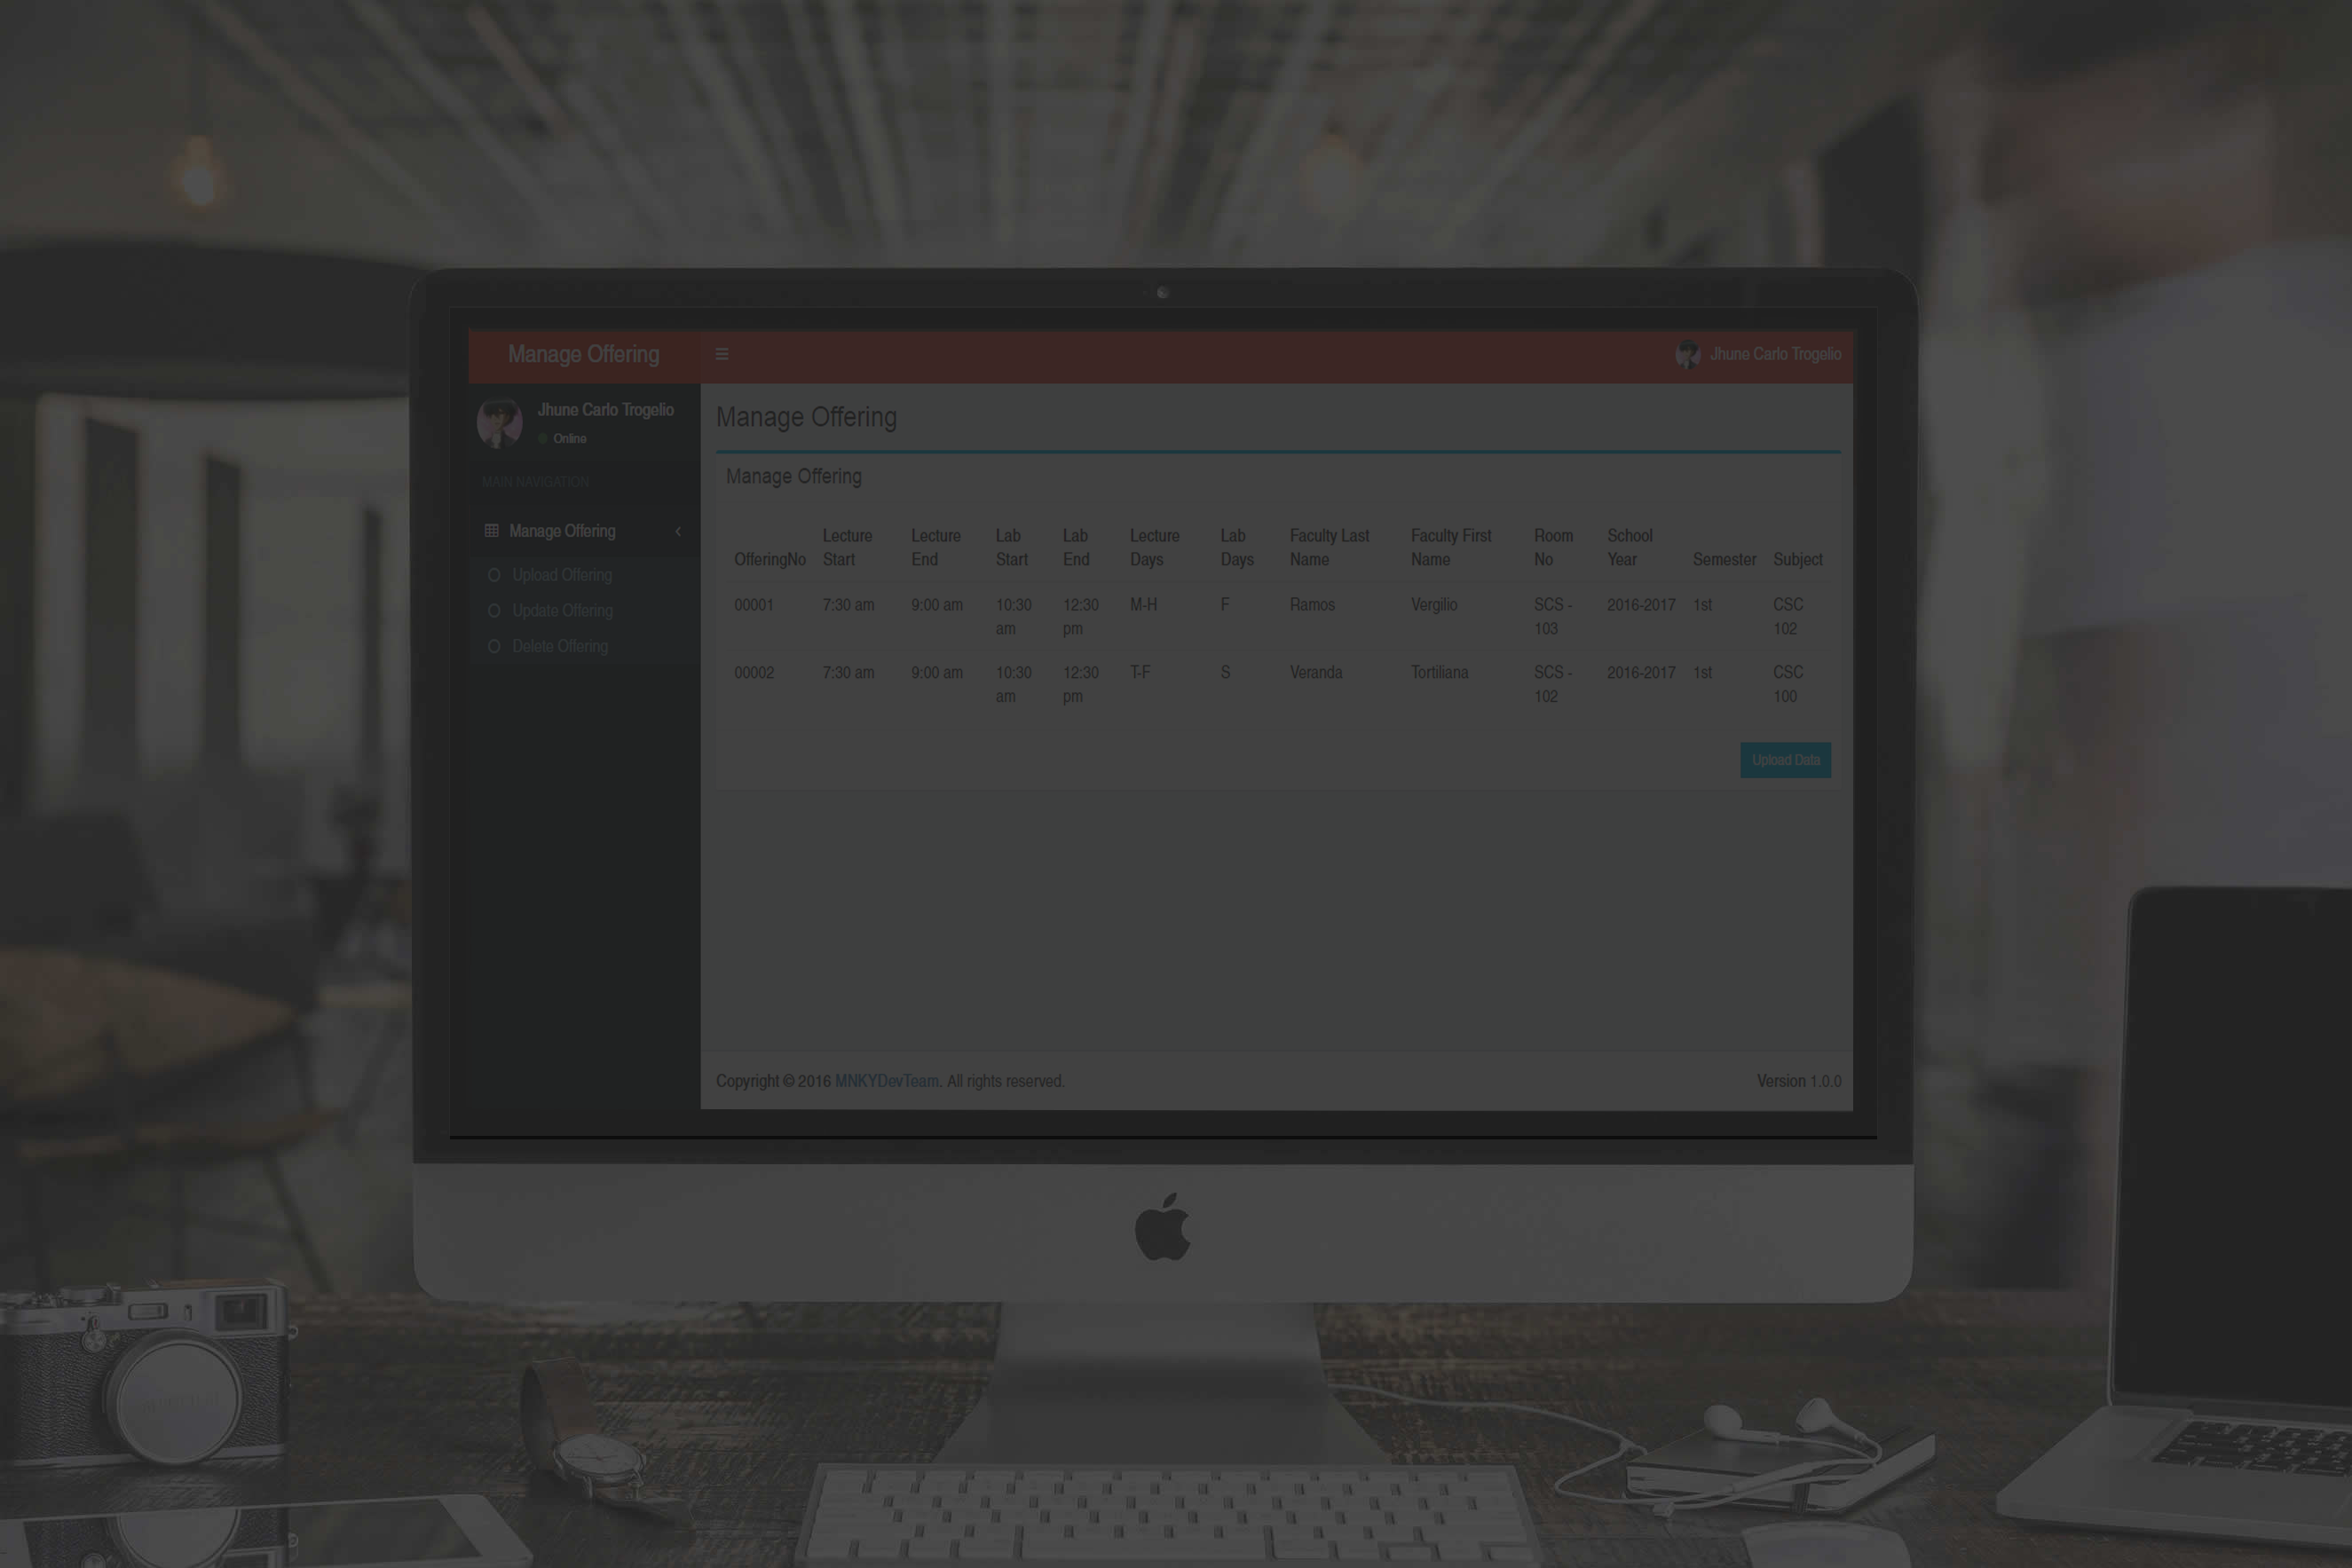 Manage Offering
Jhune Carlo Trogelio
Jhune Carlo Trogelio
Online
MAIN NAVIGATION
Manage Offering
Upload Offering
Update Offering
Delete Offering
Manage Offering
Manage Offering
OfferingNo Lecture Start Lecture End Lab Start Lab End Lecture Days Lab Days Faculty Last Name Faculty First Name Room No School Year Semester Subject
00001 7:30 am 9:00 am 10:30 am 12:30 pm M-H F Ramos Vergilio SCS - 103 2016-2017 1st CSC 102
00002 7:30 am 9:00 am 10:30 am 12:30 pm T-F S Veranda Tortiliana SCS - 102 2016-2017 1st CSC 100
Upload Data
Copyright © 2016 MNKYDevTeam. All rights reserved.
Version 1.0.0